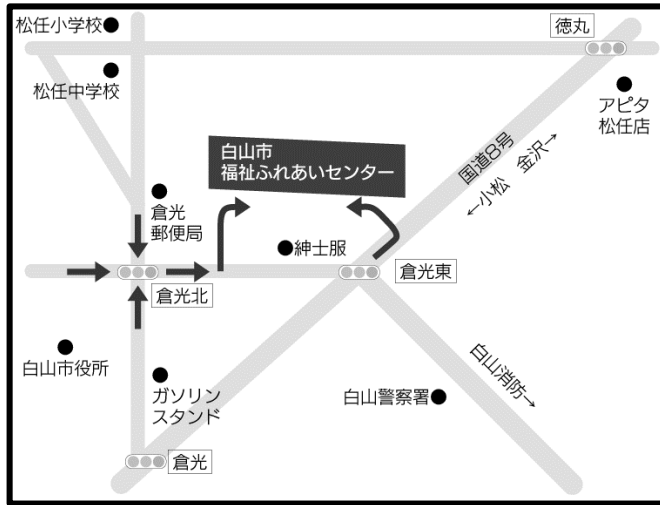 松任小学校
徳丸
松任中学校
アピタ
松任店
白山市
福祉ふれあいセンター
国道8号
←小松　金沢→
倉光
郵便局
紳士服
倉光東
倉光北
白山市役所
ガソリン
スタンド
白山警察署
白山消防→
倉光